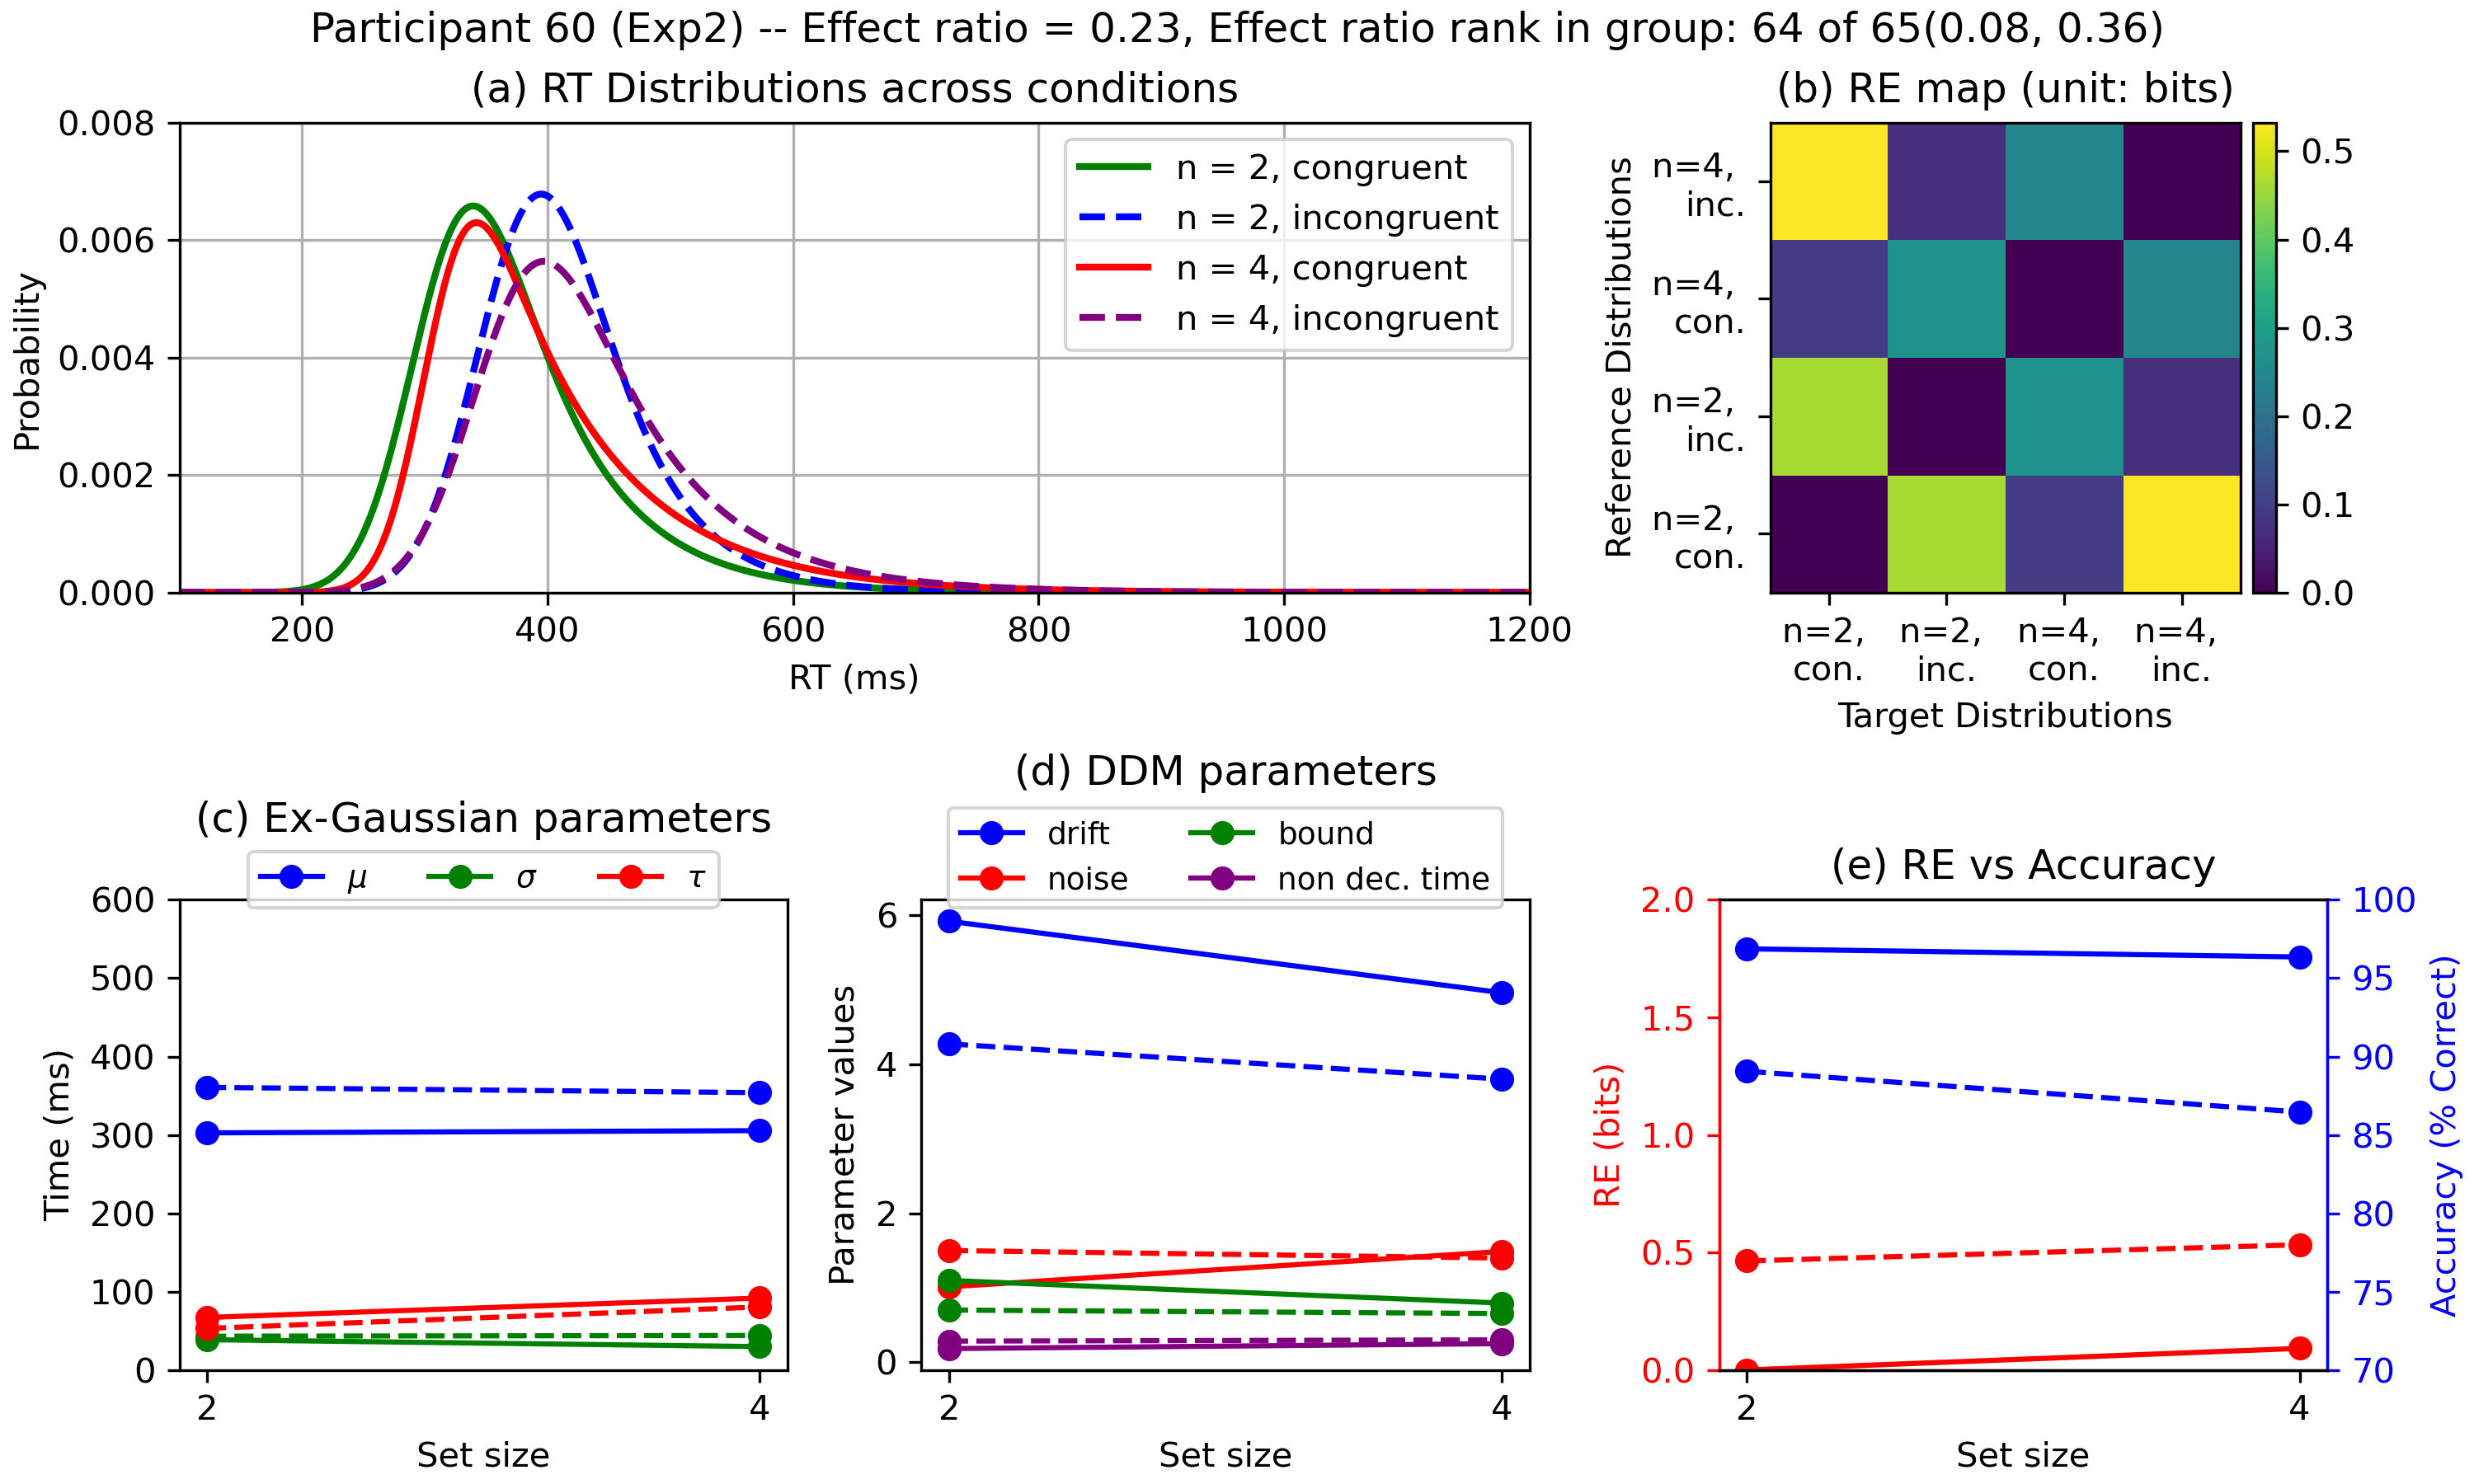 Participant 60 (Exp2) -- Effect ratio = 0.23, Effect ratio rank in group: 64 of 65(0.08, 0.36)
(a) RT Distributions across conditions
0.008
0.006
0.004
0.002
0.000
Probability
200
400
600
800
1000
1200
RT (ms)
n = 2, congruent
n = 2, incongruent
n = 4, congruent
n = 4, incongruent
(b) RE map (unit: bits)
Reference Distributions
n=4,
inc.
n=4,
con.
n=2,
inc.
n=2,
con.
n=2,
con.
n=2,
inc.
n=4,
con.
n=4,
inc.
Target Distributions
0.5
0.4
0.3
0.2
0.1
0.0
(c) Ex-Gaussian parameters
μ
σ
τ
600
500
400
300
200
100
0
Time (ms)
2
4
Set size
(d) DDM parameters
drift
noise
bound
non dec. time
6
4
2
0
Parameter values
2
4
Set size
(e) RE vs Accuracy
2.0
1.5
1.0
0.5
0.0
RE (bits)
100
95
90
85
80
75
70
Accuracy (% Correct)
2
4
Set size